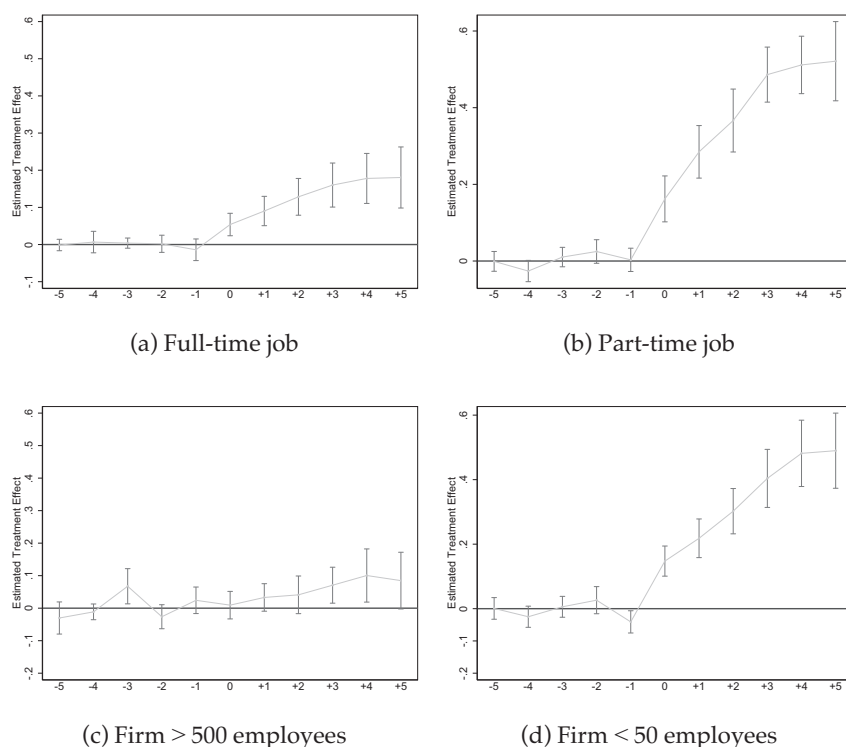 Estimated Treatment Effect
.6
.5
.4
.3
.2
.1
0
-.1
-5 -4 -3 -2 -1 0 +1 +2 +3 +4 +5
(a) Full-time job
Estimated Treatment Effect
.6
.4
.2
0
-5 -4 -3 -2 -1 0 +1 +2 +3 +4 +5
(b) Part-time job
Estimated Treatment Effect
.6
.5
.4
.3
.2
.1
0
-.1
-.2
-5 -4 -3 -2 -1 0 +1 +2 +3 +4 +5
(c) Firm > 500 employees
Estimated Treatment Effect
.6
.4
.2
0
-.2
-5 -4 -3 -2 -1 0 +1 +2 +3 +4 +5
(d) Firm < 50 employees